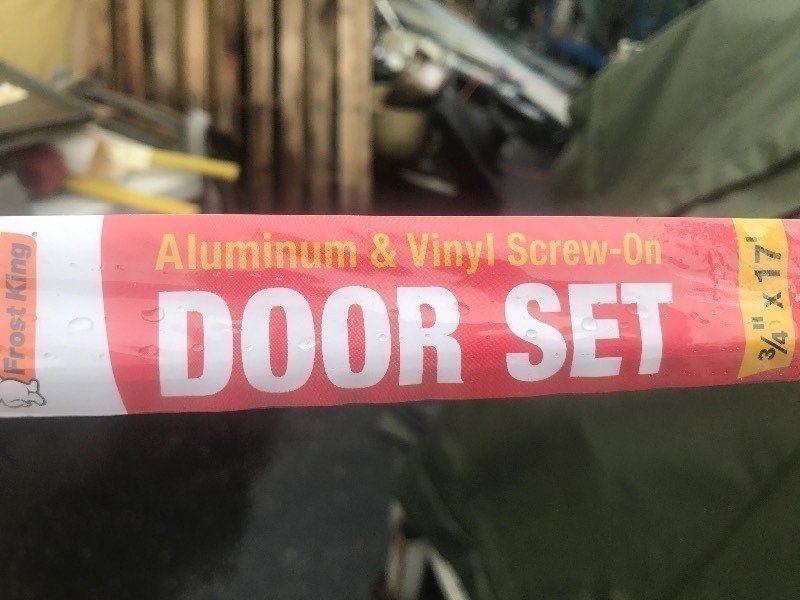 Frost King
Aluminum & Vinyl Screw-On
DOOR SET
3/4" x 17'